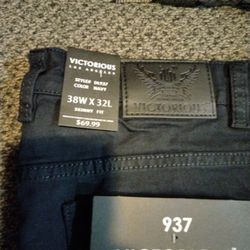 VICTORIOUS
LOS ANGELES
STYLE# DL937
COLOR NAVY
38W X 32L
SKINNY FIT
$69.99
VICTORIOUS
937